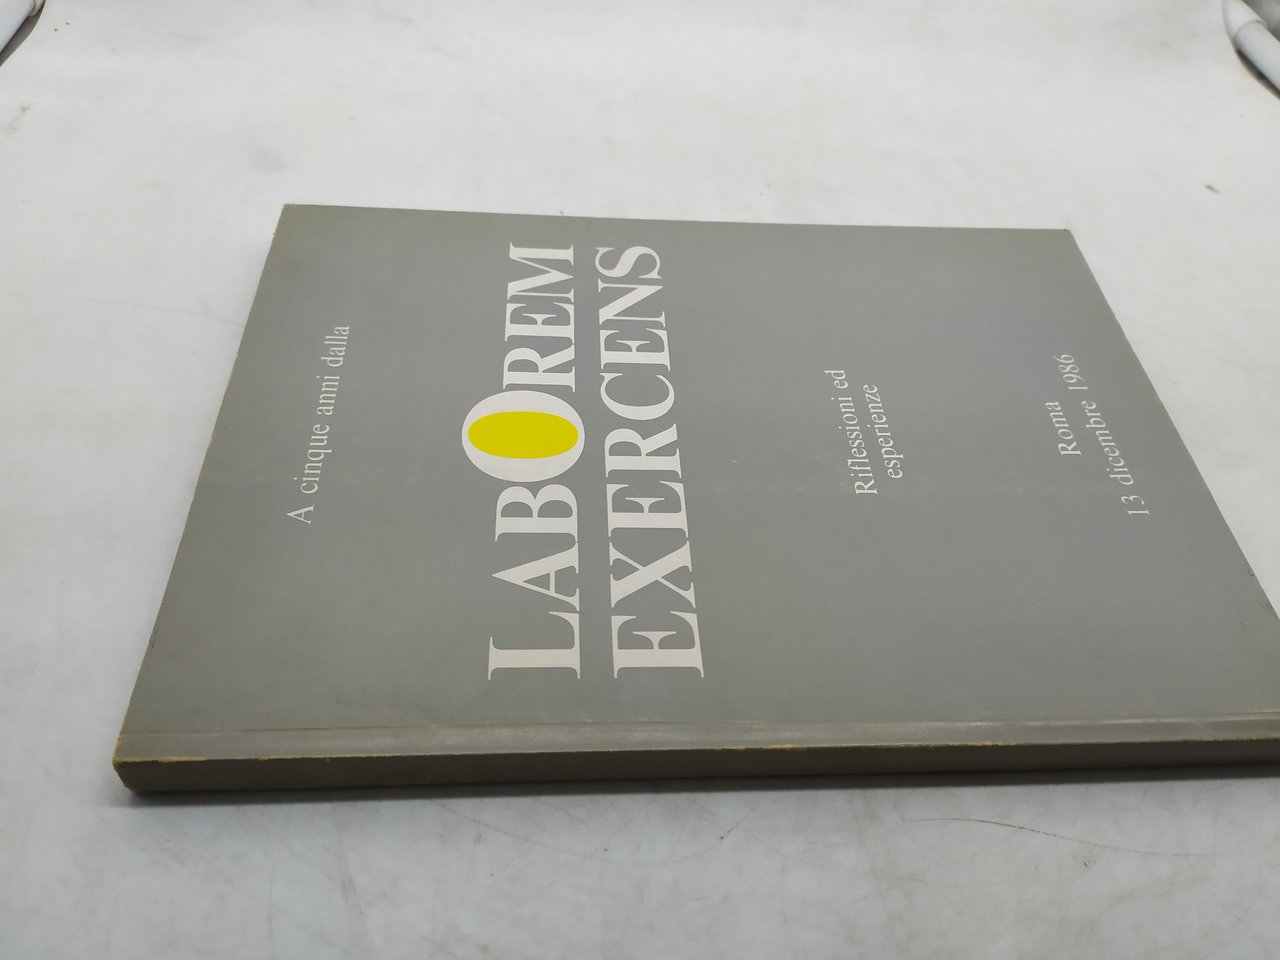 A cinque anni dalla
LABOREM
EXERCENS
Riflessioni ed
esperienze
Roma
13 dicembre 1986